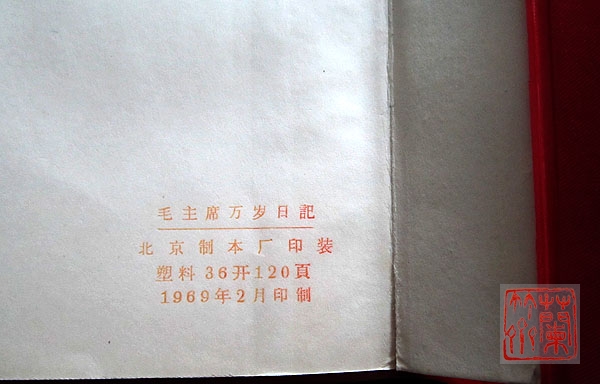 毛主席万岁日記
北京制本厂印装
塑料36开120頁
1969年2月印制